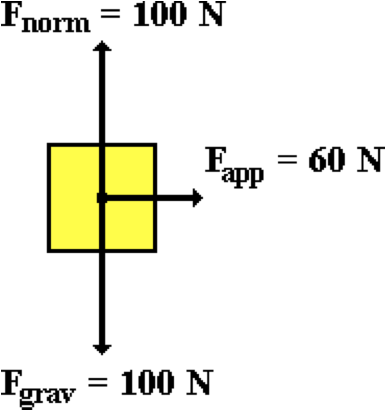 Fnorm = 100 N
Fapp = 60 N
Fgrav = 100 N